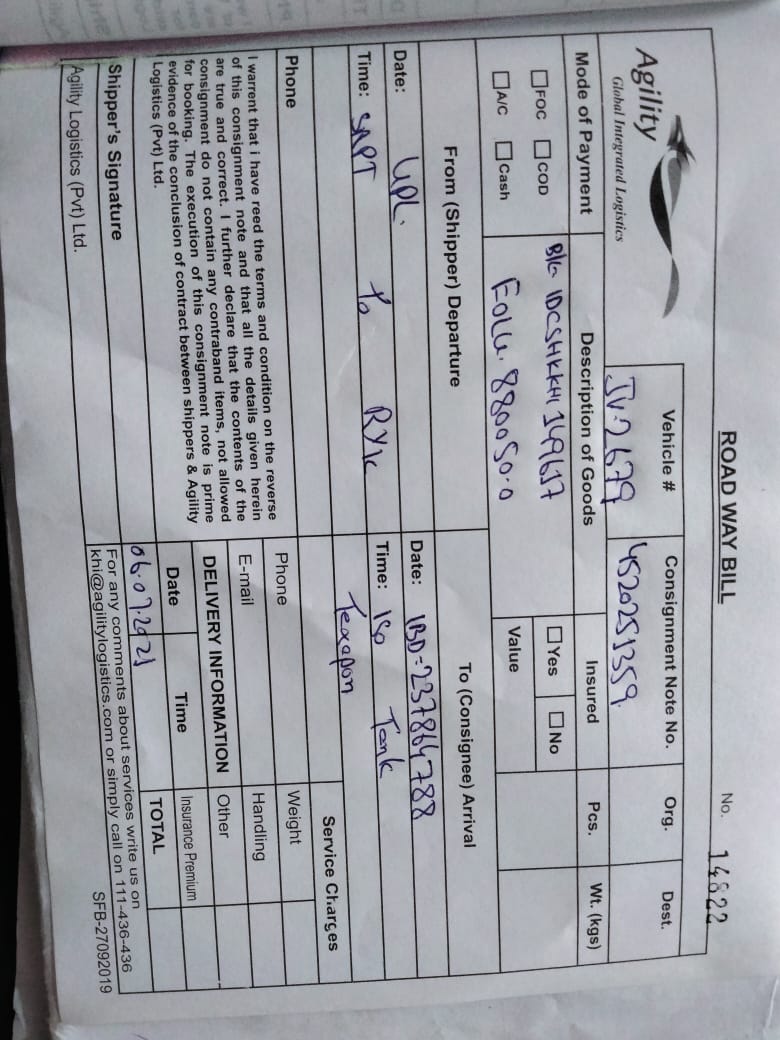 ROAD WAY BILL
No. 14822
Agility
Global Integrated Logistics
Vehicle #
JV-2679
Consignment Note No.
4520251359
Org.
Dest.
Mode of Payment
FOC COD
A/C Cash
Description of Goods
B/L IDCSHKKHI 149617
EOLU. 880050-0
Insured
Yes No
Value
Pcs.
Wt. (kgs)
From (Shipper) Departure
Date: UPL.
Time: SAPT To RYK
Phone
To (Consignee) Arrival
Date: IBD=237864788
Time: ISO Tank
Texapon
Phone
E-mail
Service Charges
Weight
Handling
Other
Insurance Premium
TOTAL
DELIVERY INFORMATION
Date Time
06.07.2021
I warrent that i have reed the terms and condition on the reverse
of this consignment note and that all the details given herein
are true and correct. I further declare that the contents of the
consignment do not contain any contraband items, not allowed
for booking. The execution of this consignment note is prime
evidence of the conclusion of contract between shippers & Agility
Logistics (Pvt) Ltd.
Shipper's Signature
Agility Logistics (Pvt) Ltd.
For any comments about services write us on
khi@agilitylogistics.com or simply call on 111-436-436
SFB-27092019